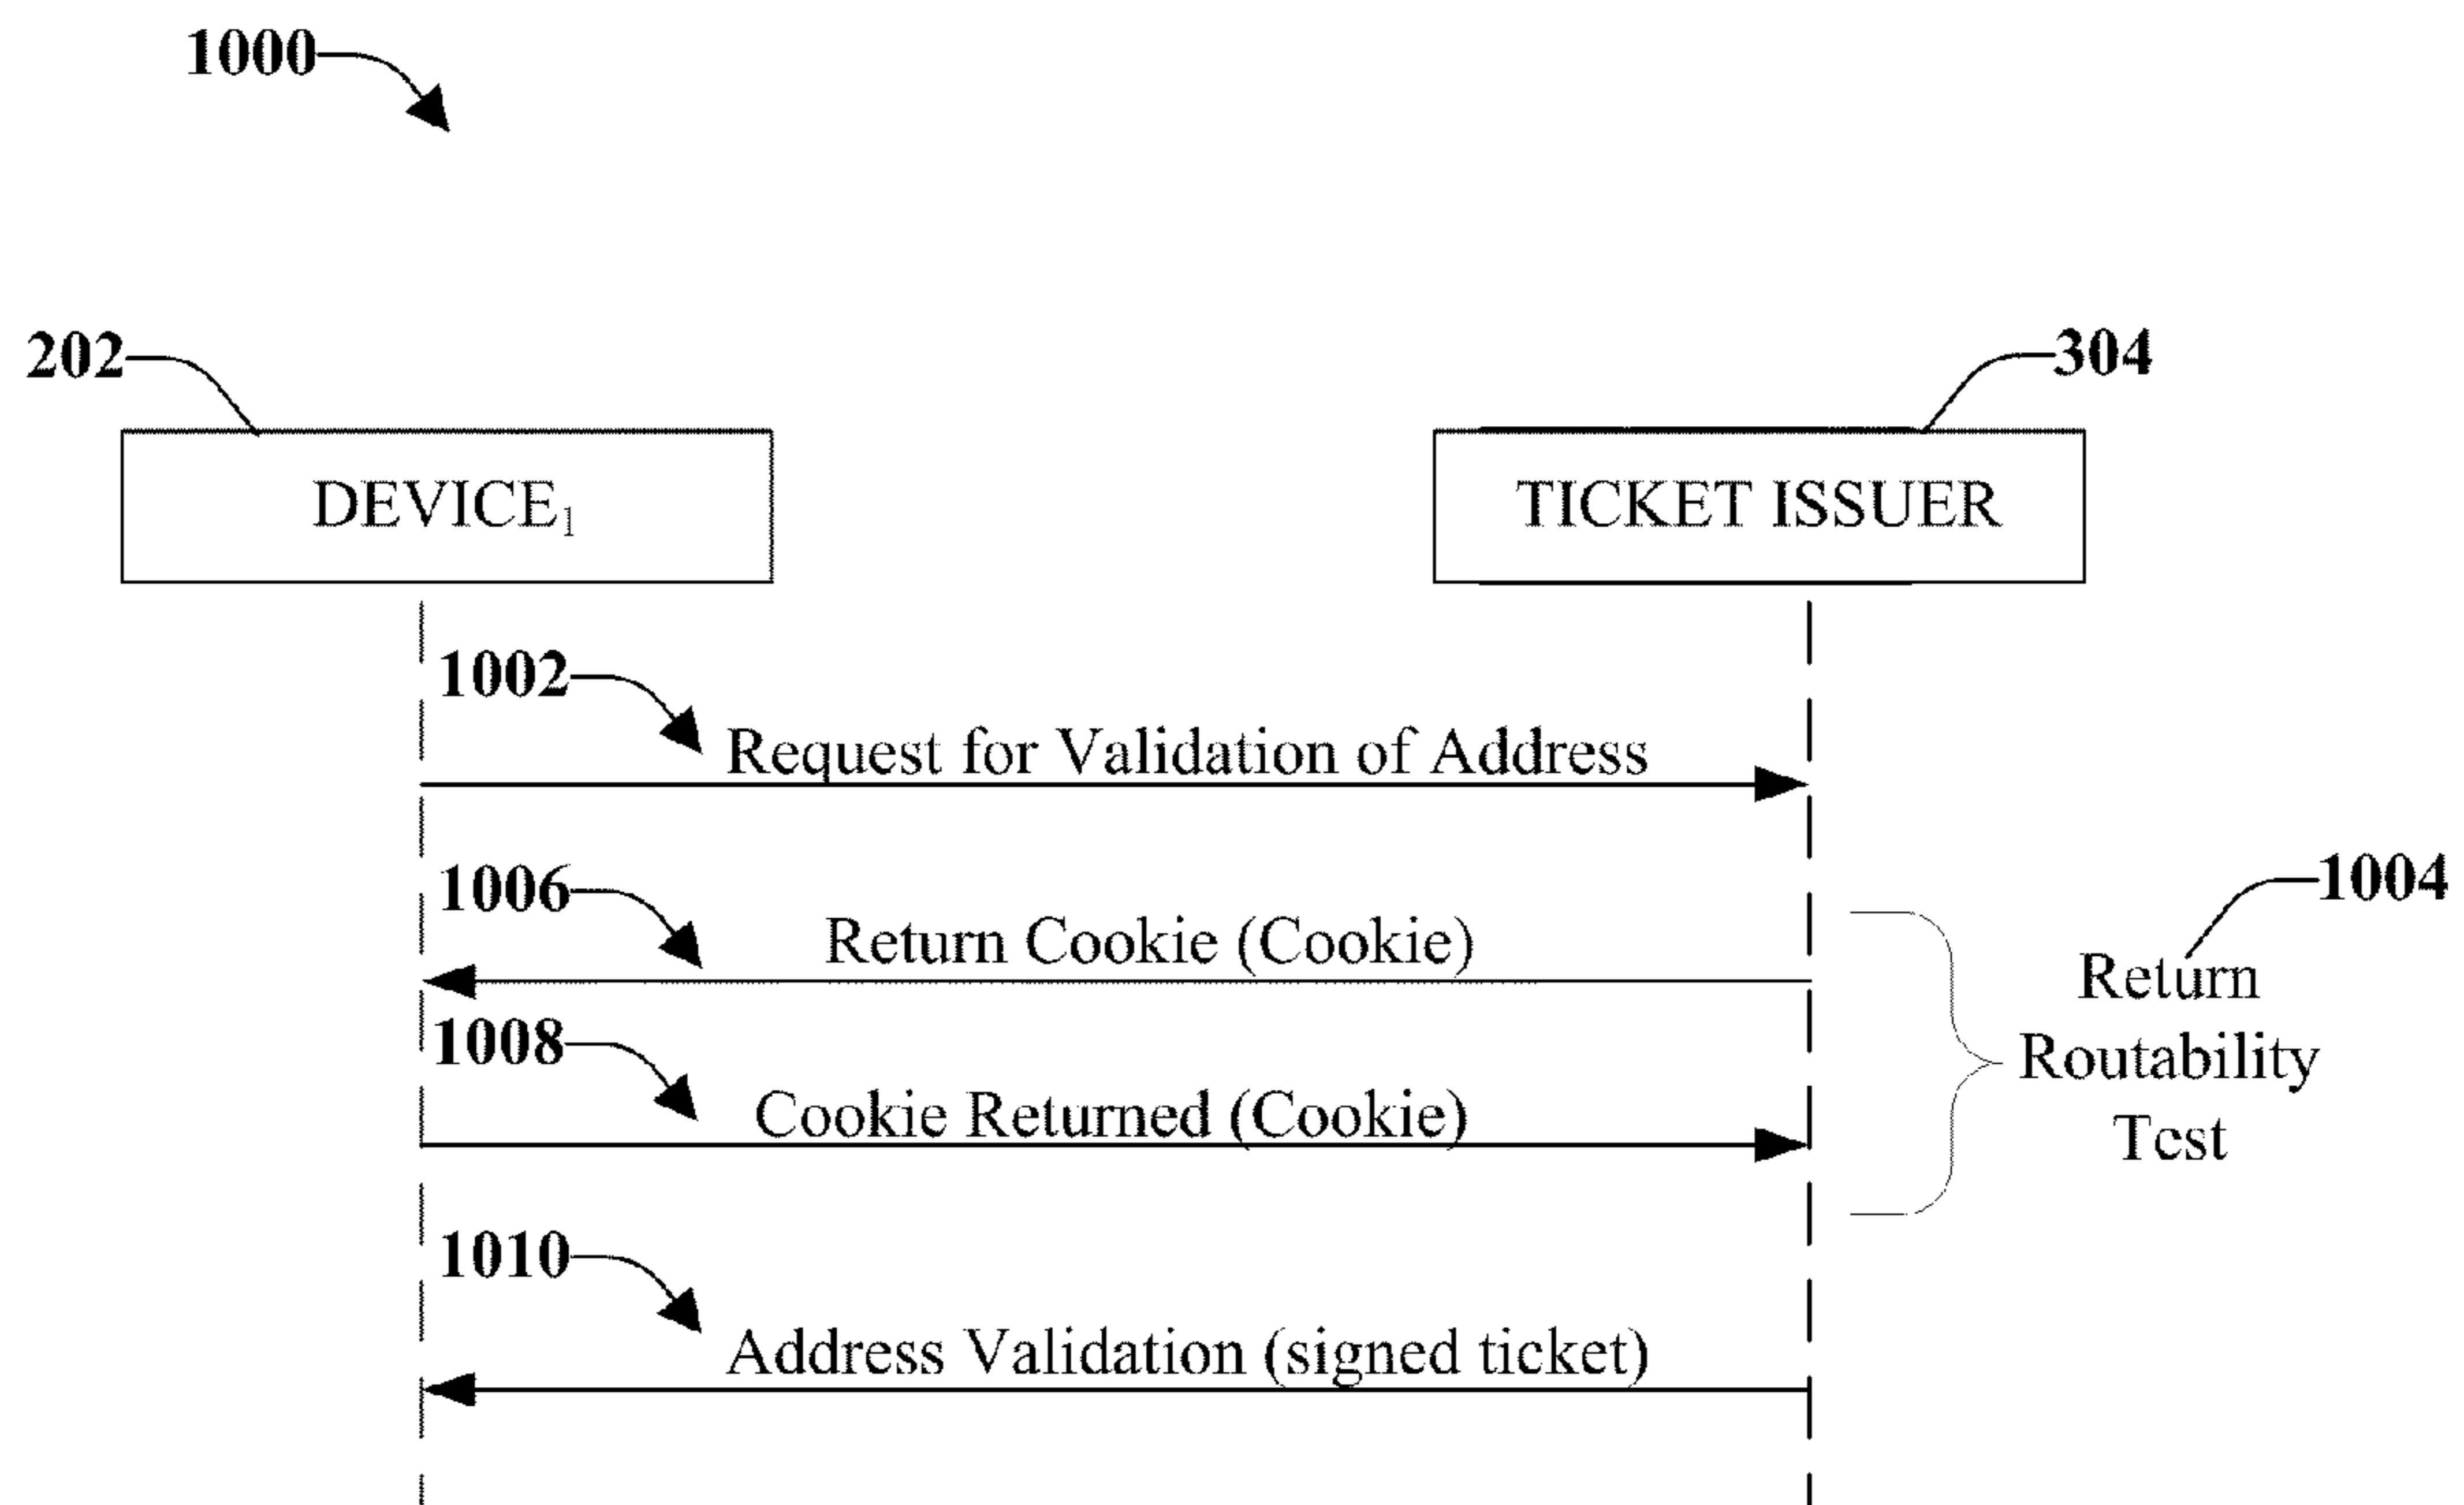 1000
202
304
DEVICE₁
TICKET ISSUER
1002
Request for Validation of Address
1006
1004
Return Cookie (Cookie)
Return
Routability
Test
1008
Cookie Returned (Cookie)
1010
Address Validation (signed ticket)